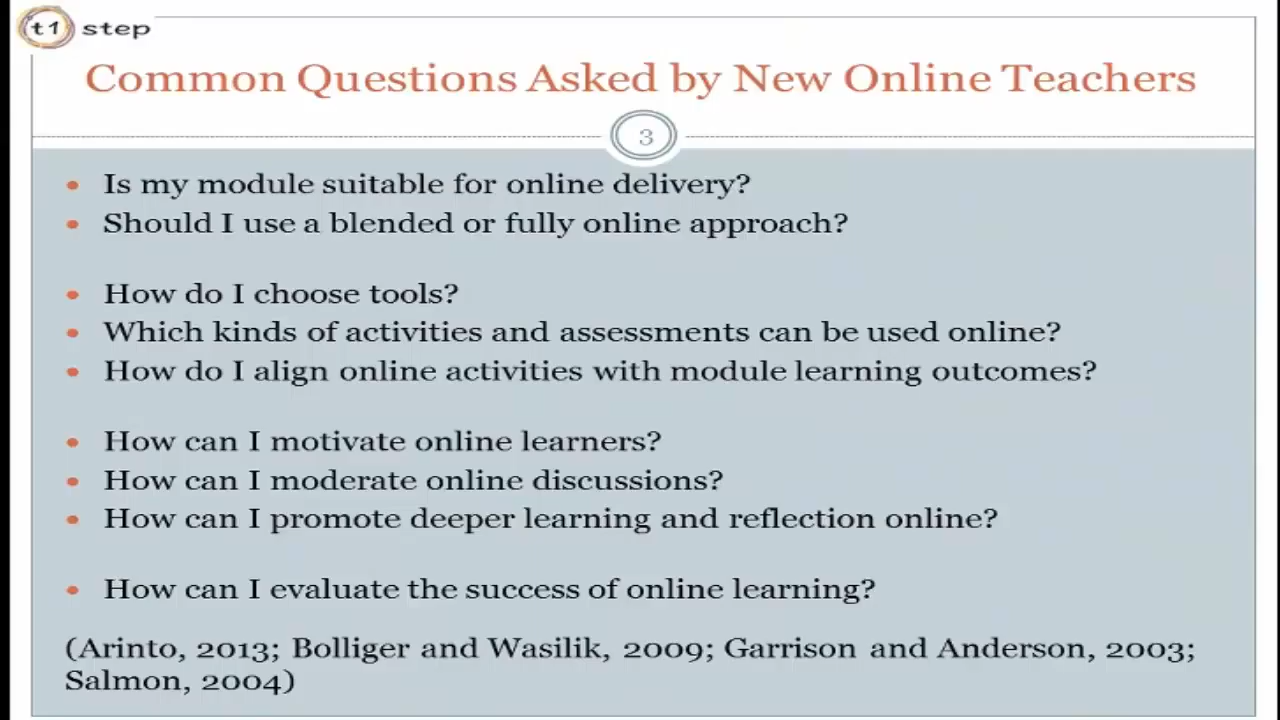 t1 step
Common Questions Asked by New Online Teachers
3
• Is my module suitable for online delivery?
• Should I use a blended or fully online approach?
• How do I choose tools?
• Which kinds of activities and assessments can be used online?
• How do I align online activities with module learning outcomes?
• How can I motivate online learners?
• How can I moderate online discussions?
• How can I promote deeper learning and reflection online?
• How can I evaluate the success of online learning?
(Arinto, 2013; Bolliger and Wasilik, 2009; Garrison and Anderson, 2003;
Salmon, 2004)